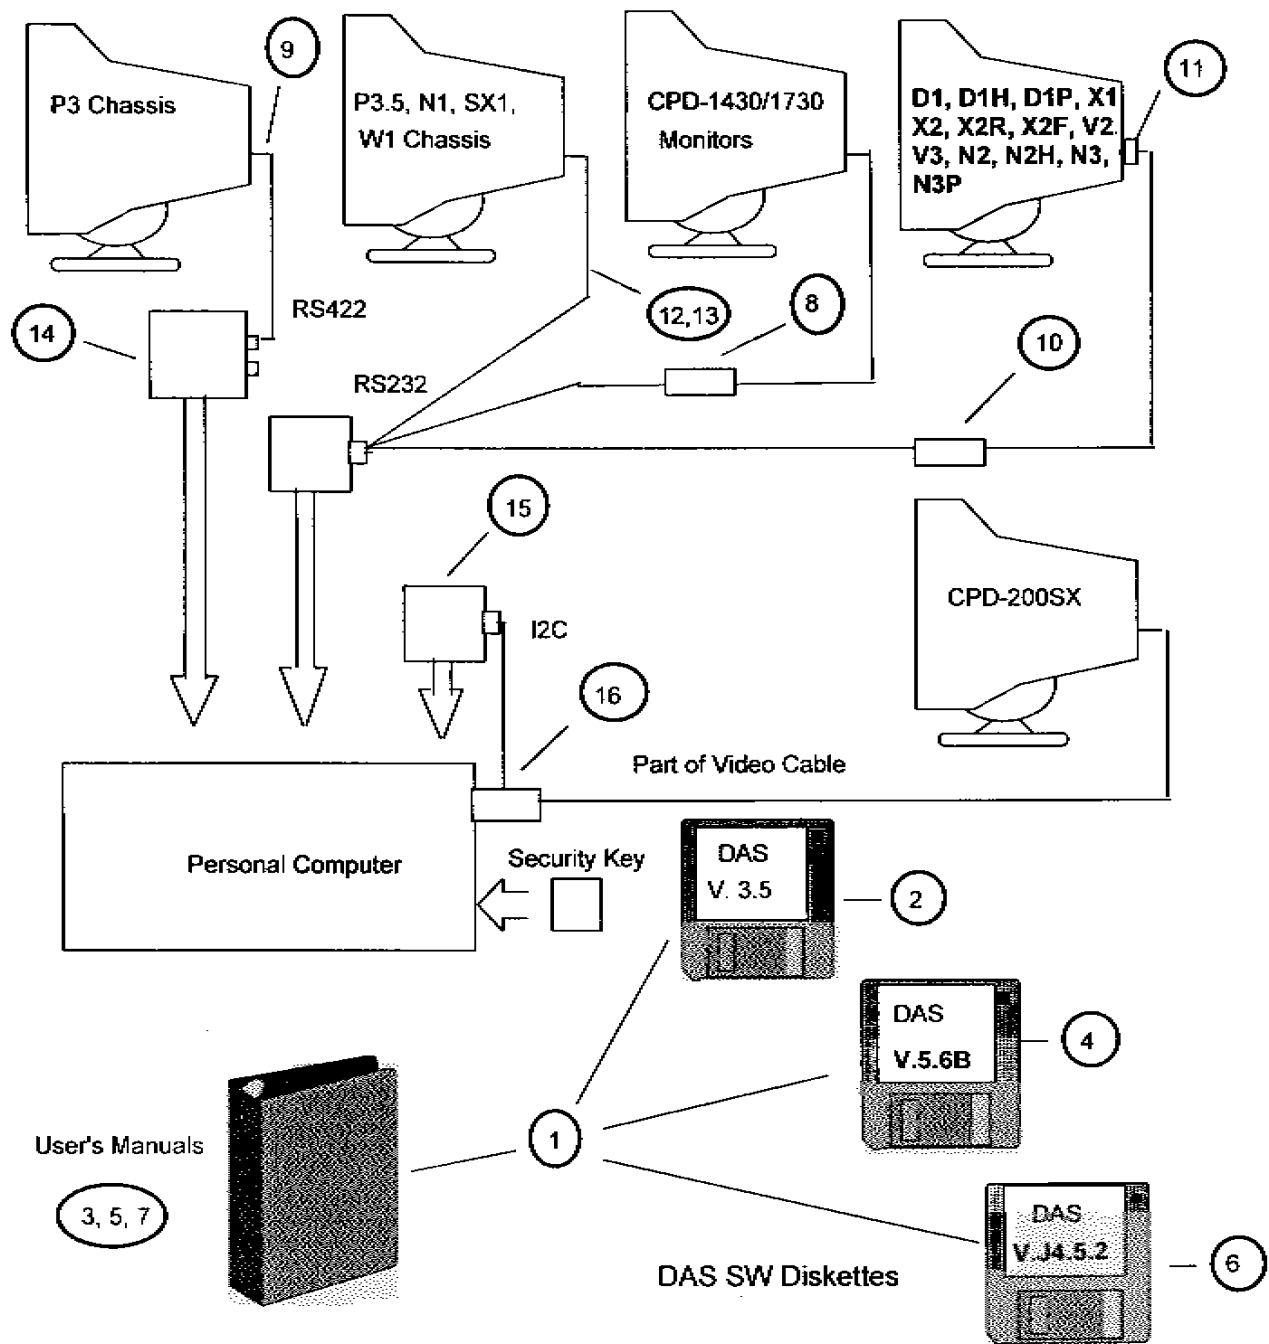 9
11
P3 Chassis
P3.5, N1, SX1,
W1 Chassis
CPD-1430/1730
Monitors
D1, D1H, D1P, X1
X2, X2R, X2F, V2
V3, N2, N2H, N3,
N3P
14
RS422
12,13
8
10
RS232
15
I2C
CPD-200SX
16
Part of Video Cable
Personal Computer
Security Key
DAS
V. 3.5
2
DAS
V.5.6B
4
User's Manuals
3, 5, 7
1
DAS
V.J4.5.2
6
DAS SW Diskettes